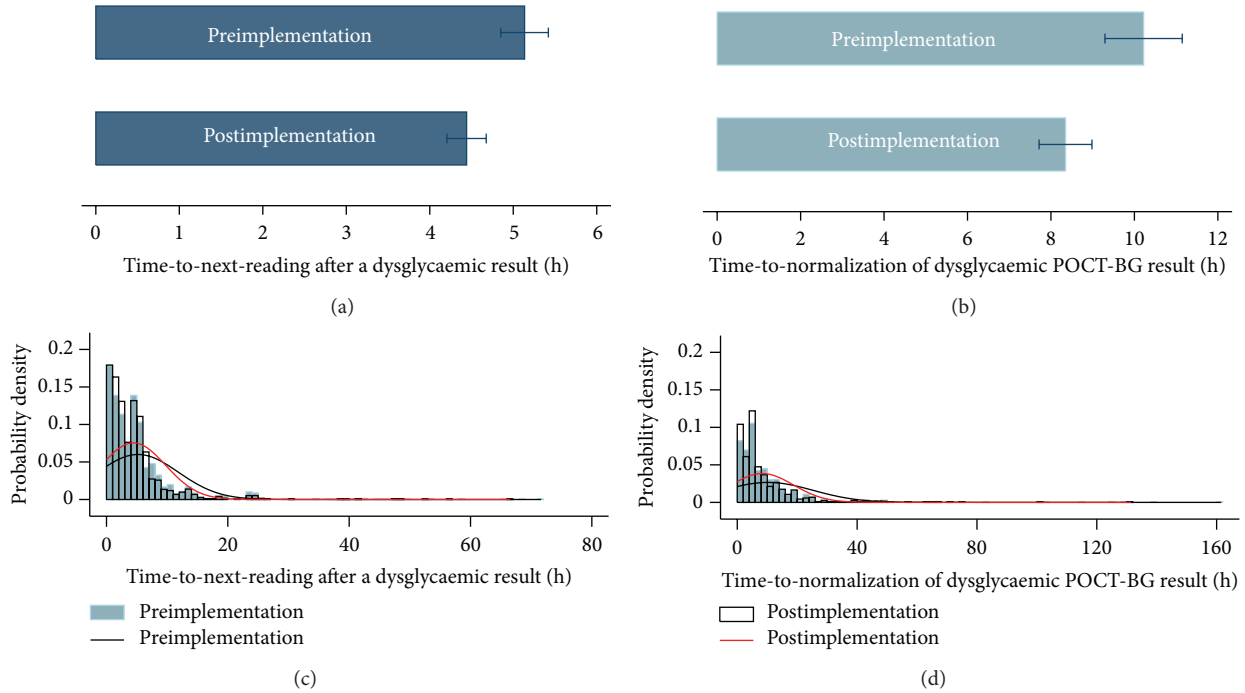 Preimplementation
Postimplementation
0 1 2 3 4 5 6
Time-to-next-reading after a dysglycaemic result (h)
(a)
Preimplementation
Postimplementation
0 2 4 6 8 10 12
Time-to-normalization of dysglycaemic POCT-BG result (h)
(b)
Probability density
0.2
0.15
0.1
0.05
0
0 20 40 60 80
Time-to-next-reading after a dysglycaemic result (h)
Preimplementation
Preimplementation
(c)
Probability density
0.2
0.15
0.1
0.05
0
0 40 80 120 160
Time-to-normalization of dysglycaemic POCT-BG result (h)
Postimplementation
Postimplementation
(d)